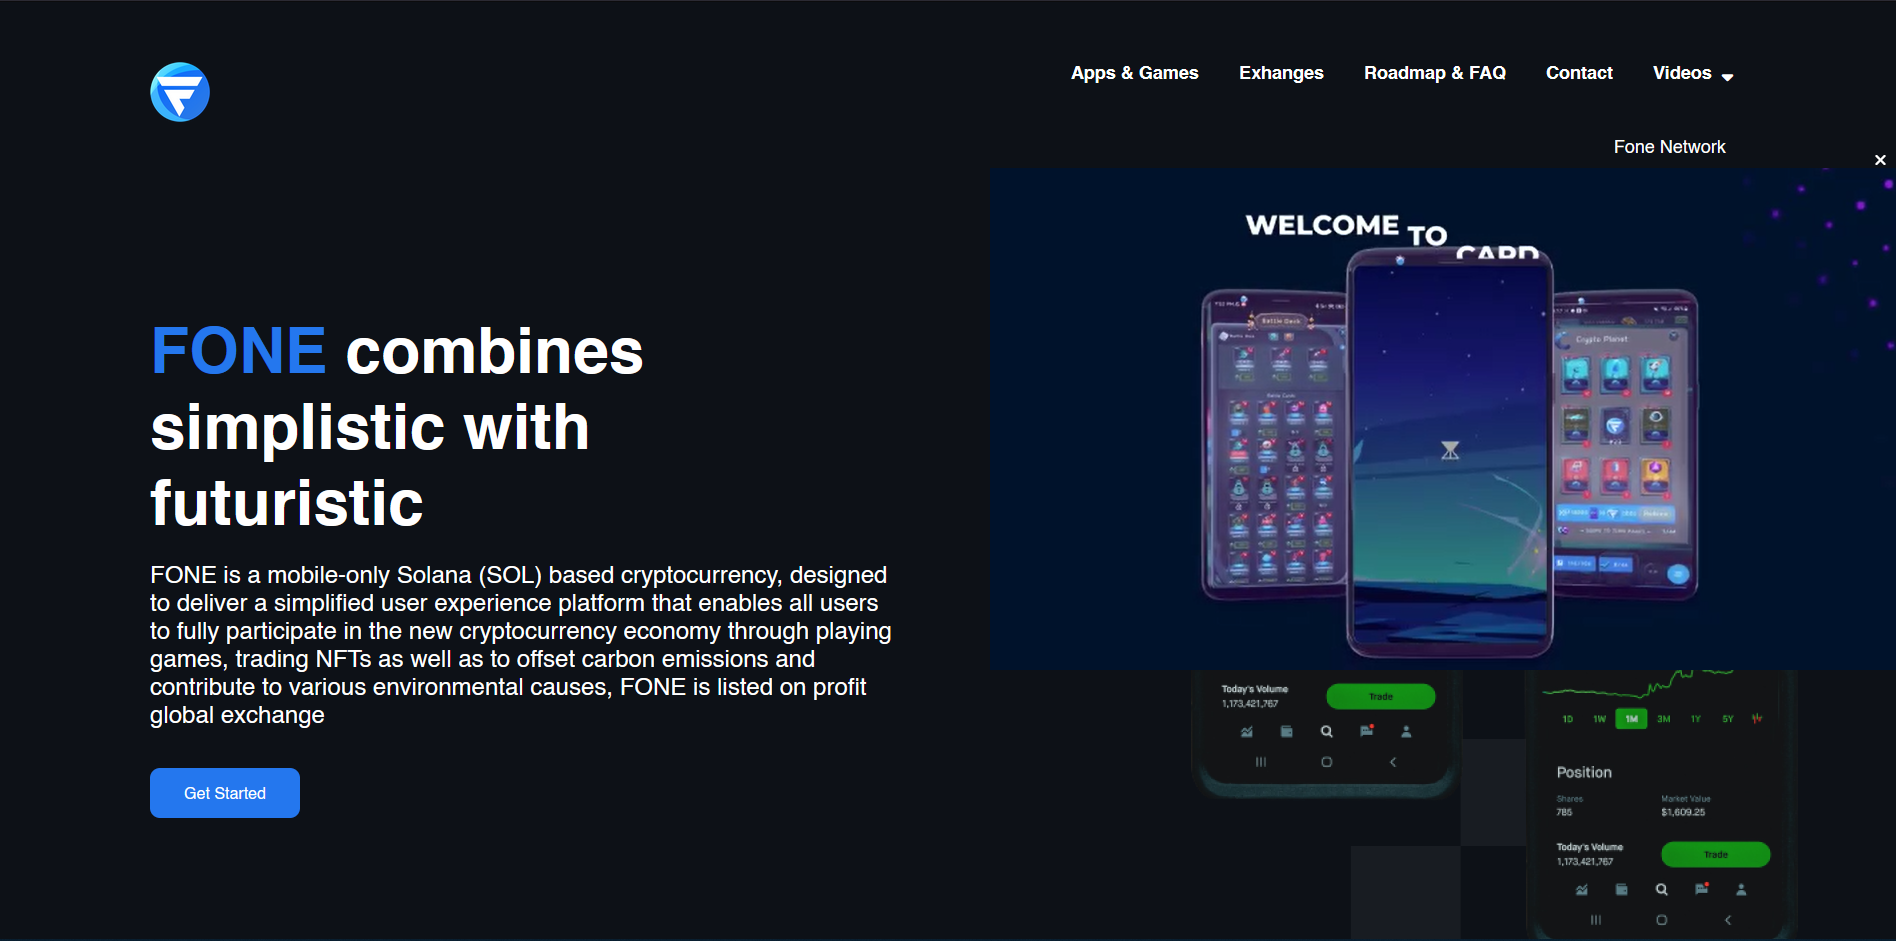 Apps & Games
Exhanges
Roadmap & FAQ
Contact
Videos
Fone Network
WELCOME TO CARD
Battle Deck
Crypto Planet
FONE combines
simplistic with
futuristic
FONE is a mobile-only Solana (SOL) based cryptocurrency, designed
to deliver a simplified user experience platform that enables all users
to fully participate in the new cryptocurrency economy through playing
games, trading NFTs as well as to offset carbon emissions and
contribute to various environmental causes, FONE is listed on profit
global exchange
Get Started
Today's Volume
1,173,421,767
Trade
1D 1W 1M 3M 1Y 5Y
Position
Shares
785
Market Value
$1,609.25
Today's Volume
1,173,421,767
Trade